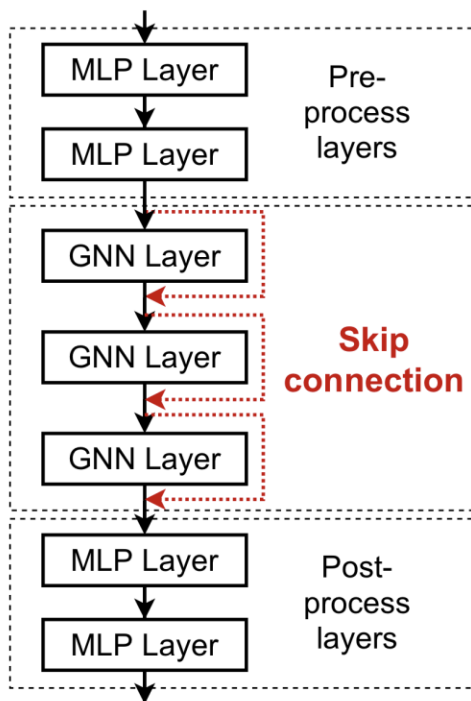 MLP Layer
Pre-
process
layers
MLP Layer
GNN Layer
GNN Layer
Skip
connection
GNN Layer
MLP Layer
Post-
process
layers
MLP Layer